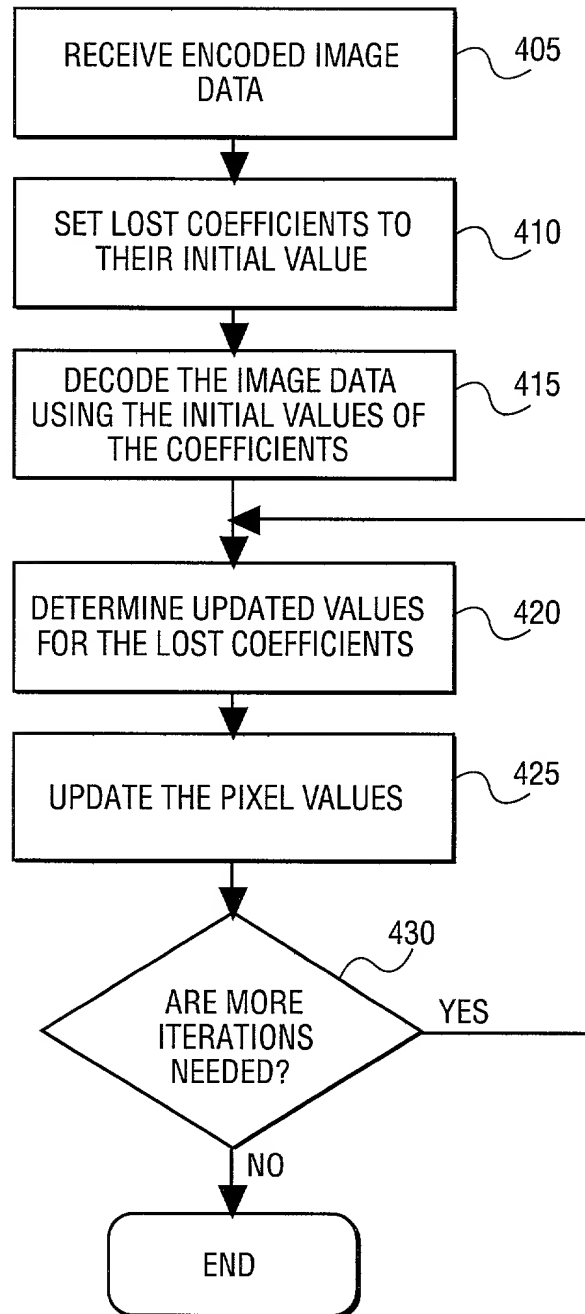 RECEIVE ENCODED IMAGE
DATA
405
SET LOST COEFFICIENTS TO
THEIR INITIAL VALUE
410
DECODE THE IMAGE DATA
USING THE INITIAL VALUES OF
THE COEFFICIENTS
415
DETERMINE UPDATED VALUES
FOR THE LOST COEFFICIENTS
420
UPDATE THE PIXEL VALUES
425
430
ARE MORE
ITERATIONS
NEEDED?
YES
NO
END